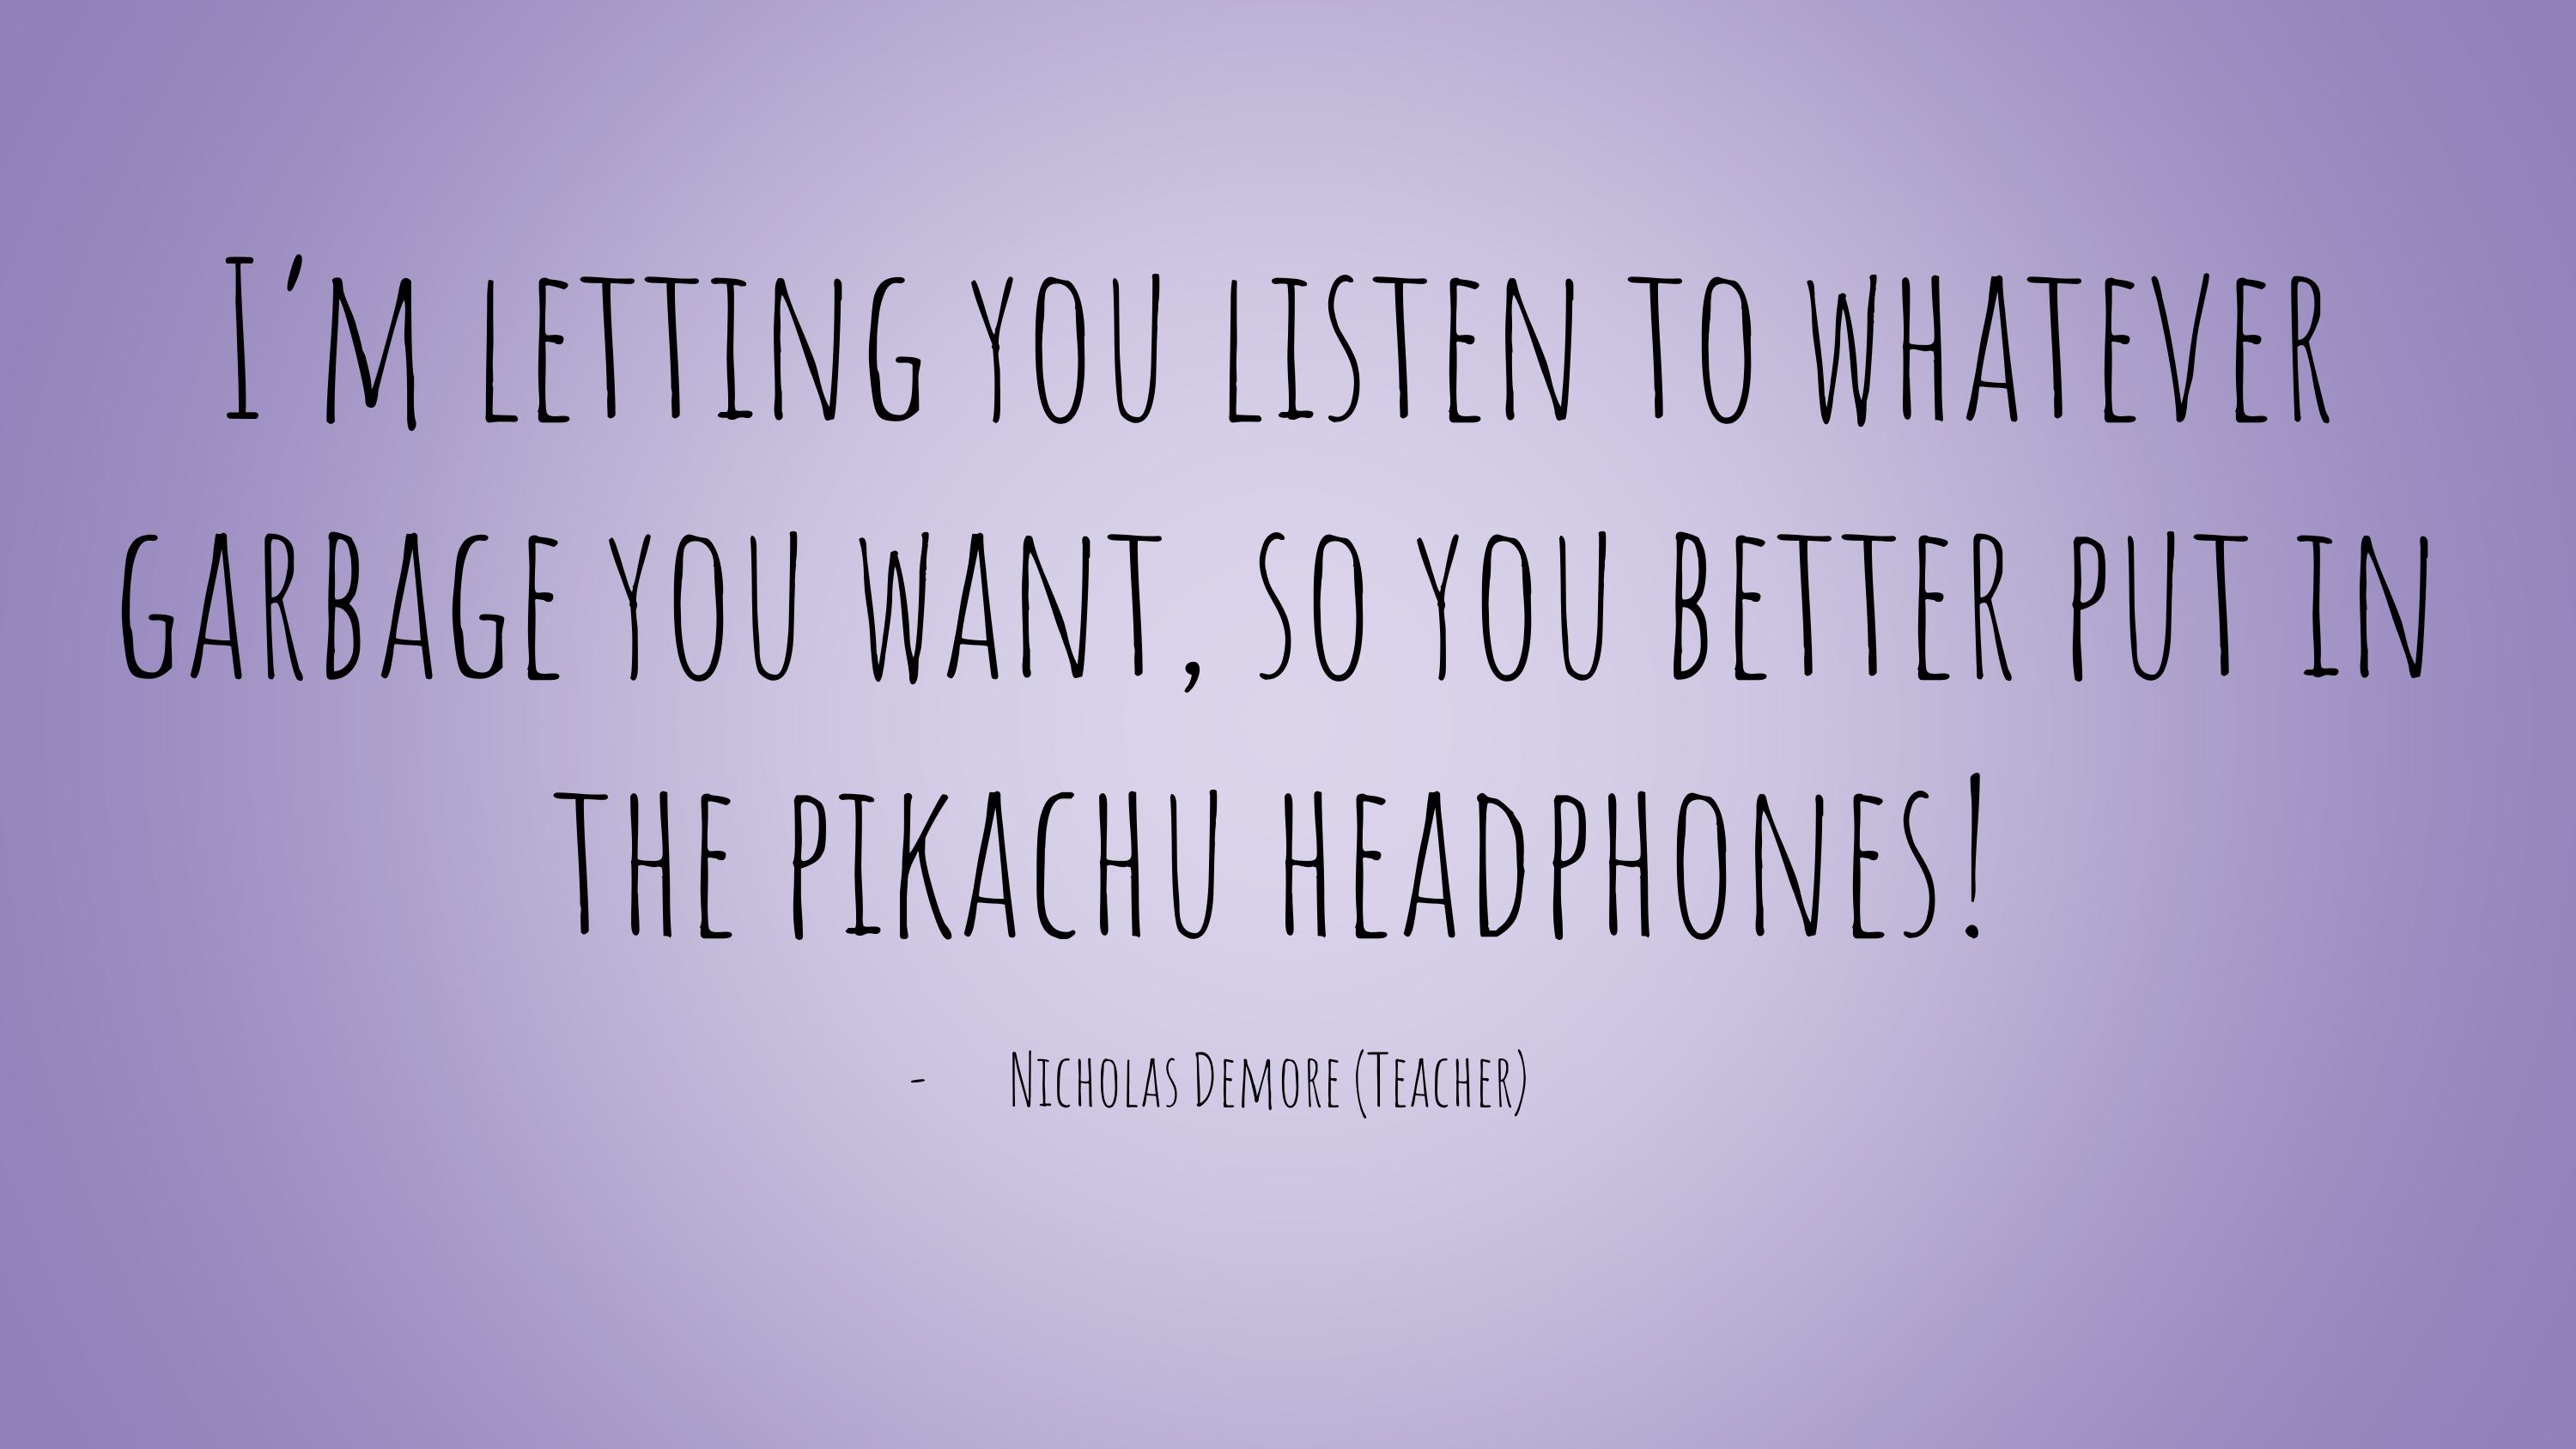 I'm letting you listen to whatever
garbage you want, so you better put in
the pikachu headphones!
- Nicholas Demore (Teacher)